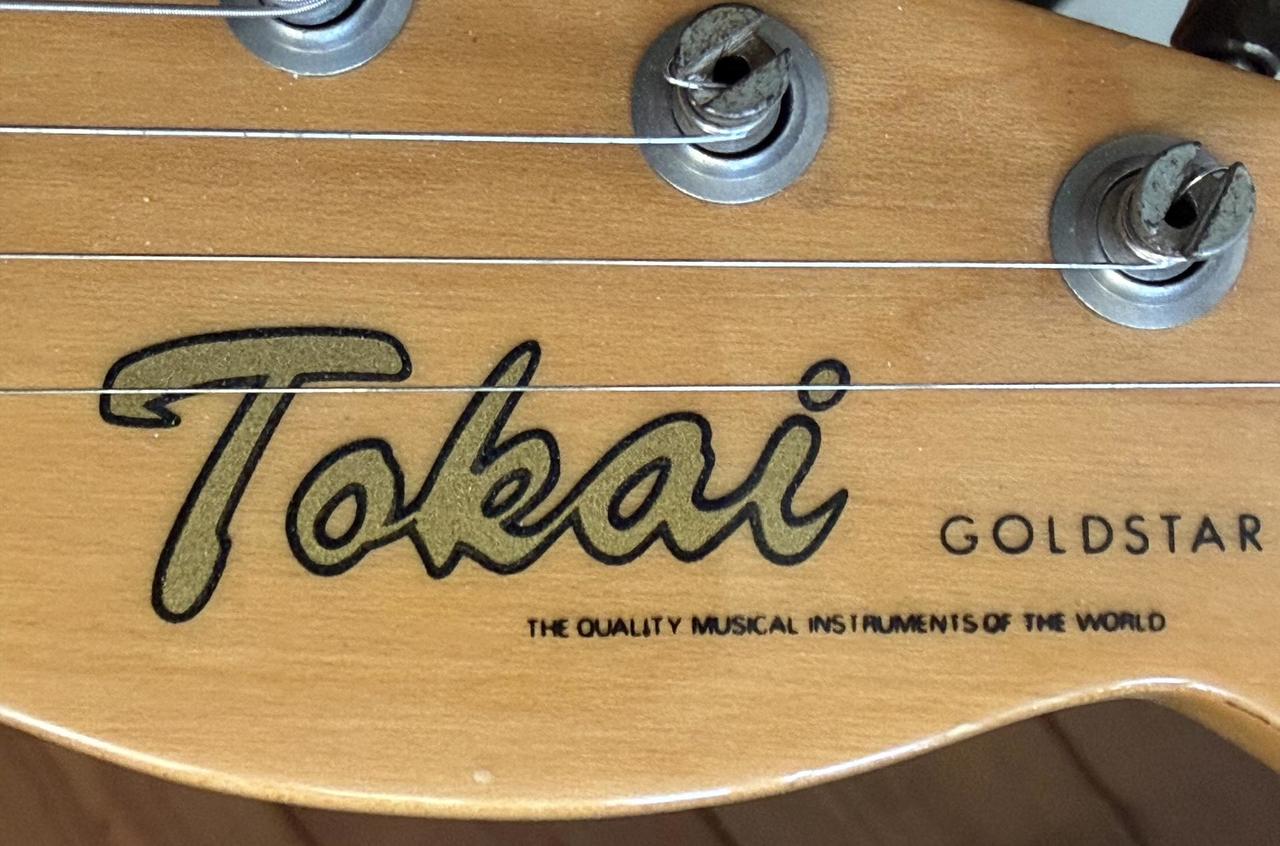 Tokai
GOLDSTAR
THE QUALITY MUSICAL INSTRUMENTS OF THE WORLD